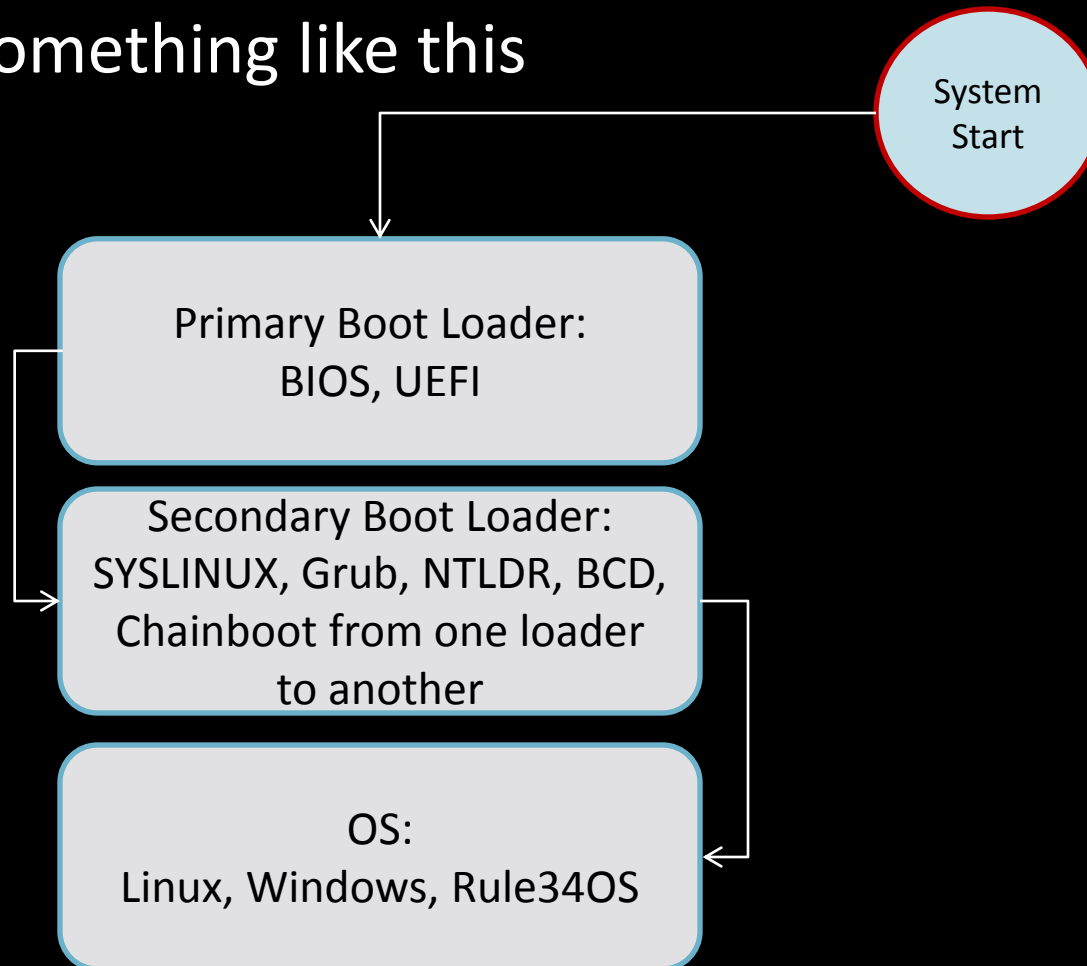 omething like this
System
Start
Primary Boot Loader:
BIOS, UEFI
Secondary Boot Loader:
SYSLINUX, Grub, NTLDR, BCD,
Chainboot from one loader
to another
OS:
Linux, Windows, Rule34OS